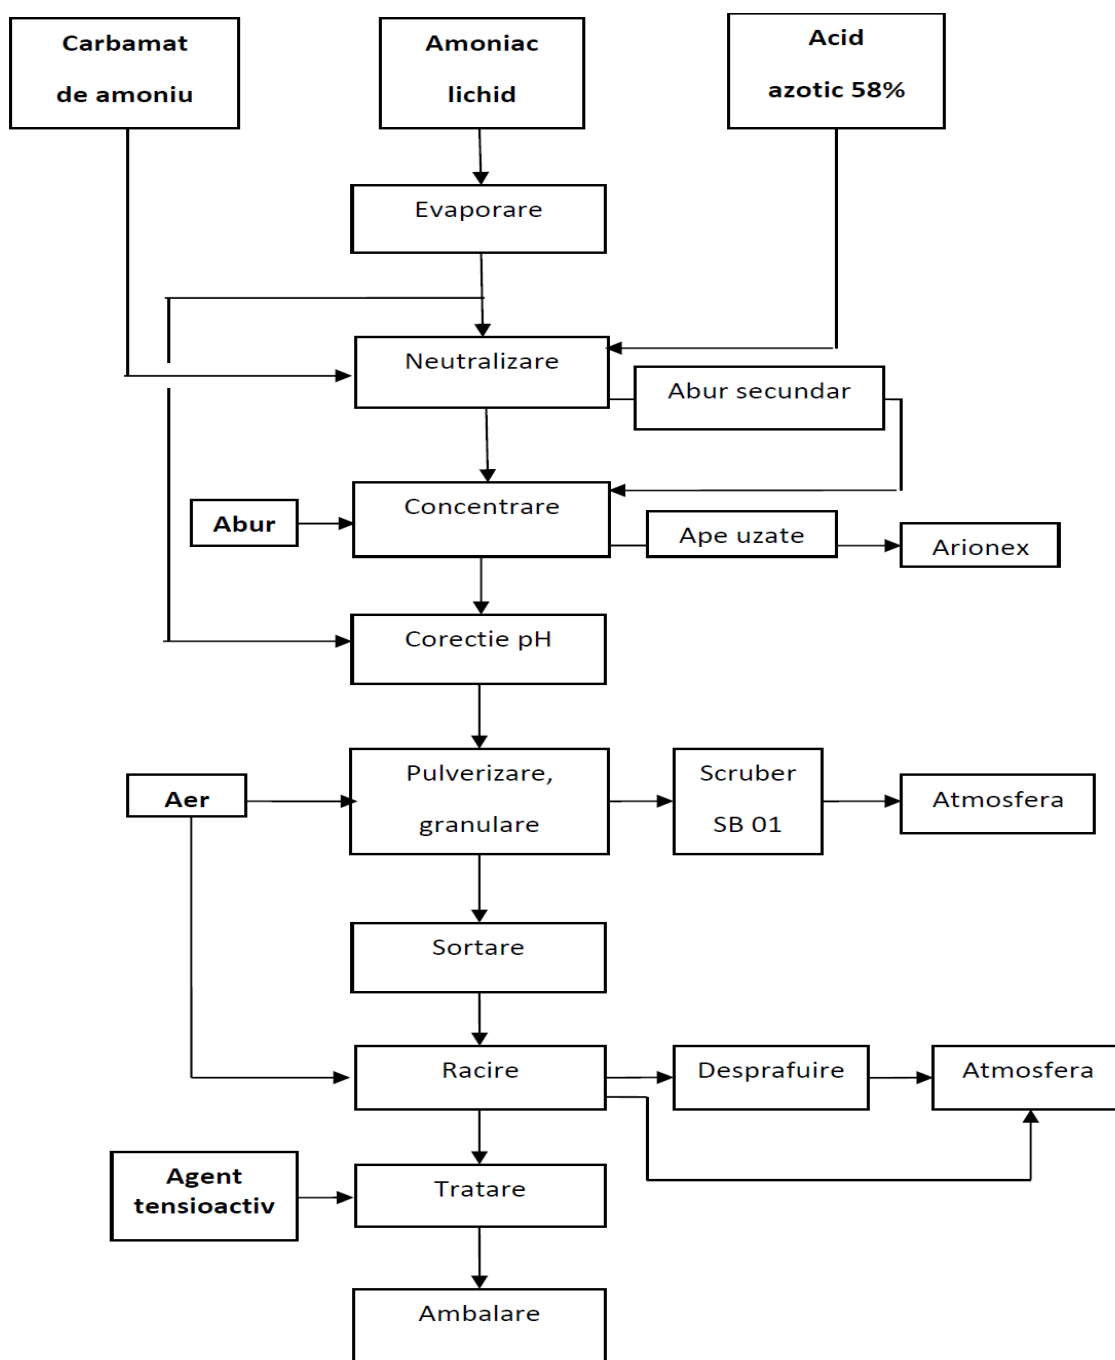 Carbamat
de amoniu
Amoniac
lichid
Acid
azotic 58%
Evaporare
Neutralizare
Abur secundar
Concentrare
Abur
Ape uzate
Arionex
Corectie pH
Aer
Pulverizare,
granulare
Scruber
SB 01
Atmosfera
Sortare
Racire
Desprafuire
Atmosfera
Agent
tensioactiv
Tratare
Ambalare